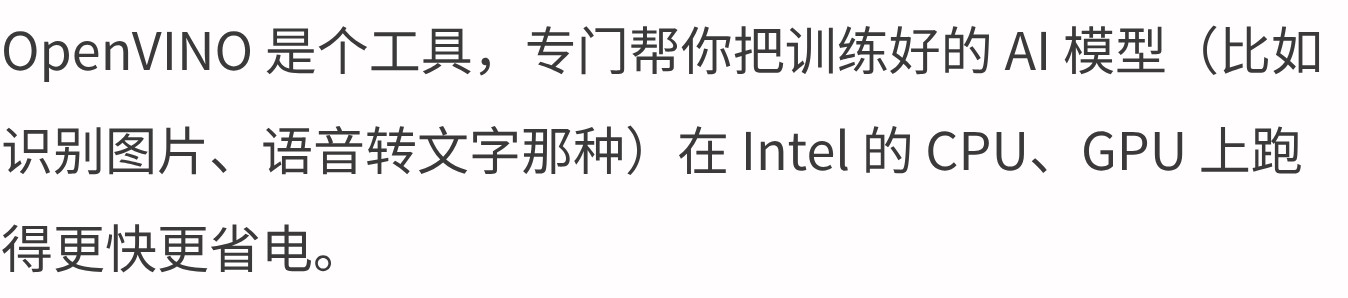 OpenVINO 是个工具，专门帮你把训练好的 AI 模型（比如
识别图片、语音转文字那种）在 Intel 的 CPU、GPU 上跑
得更快更省电。